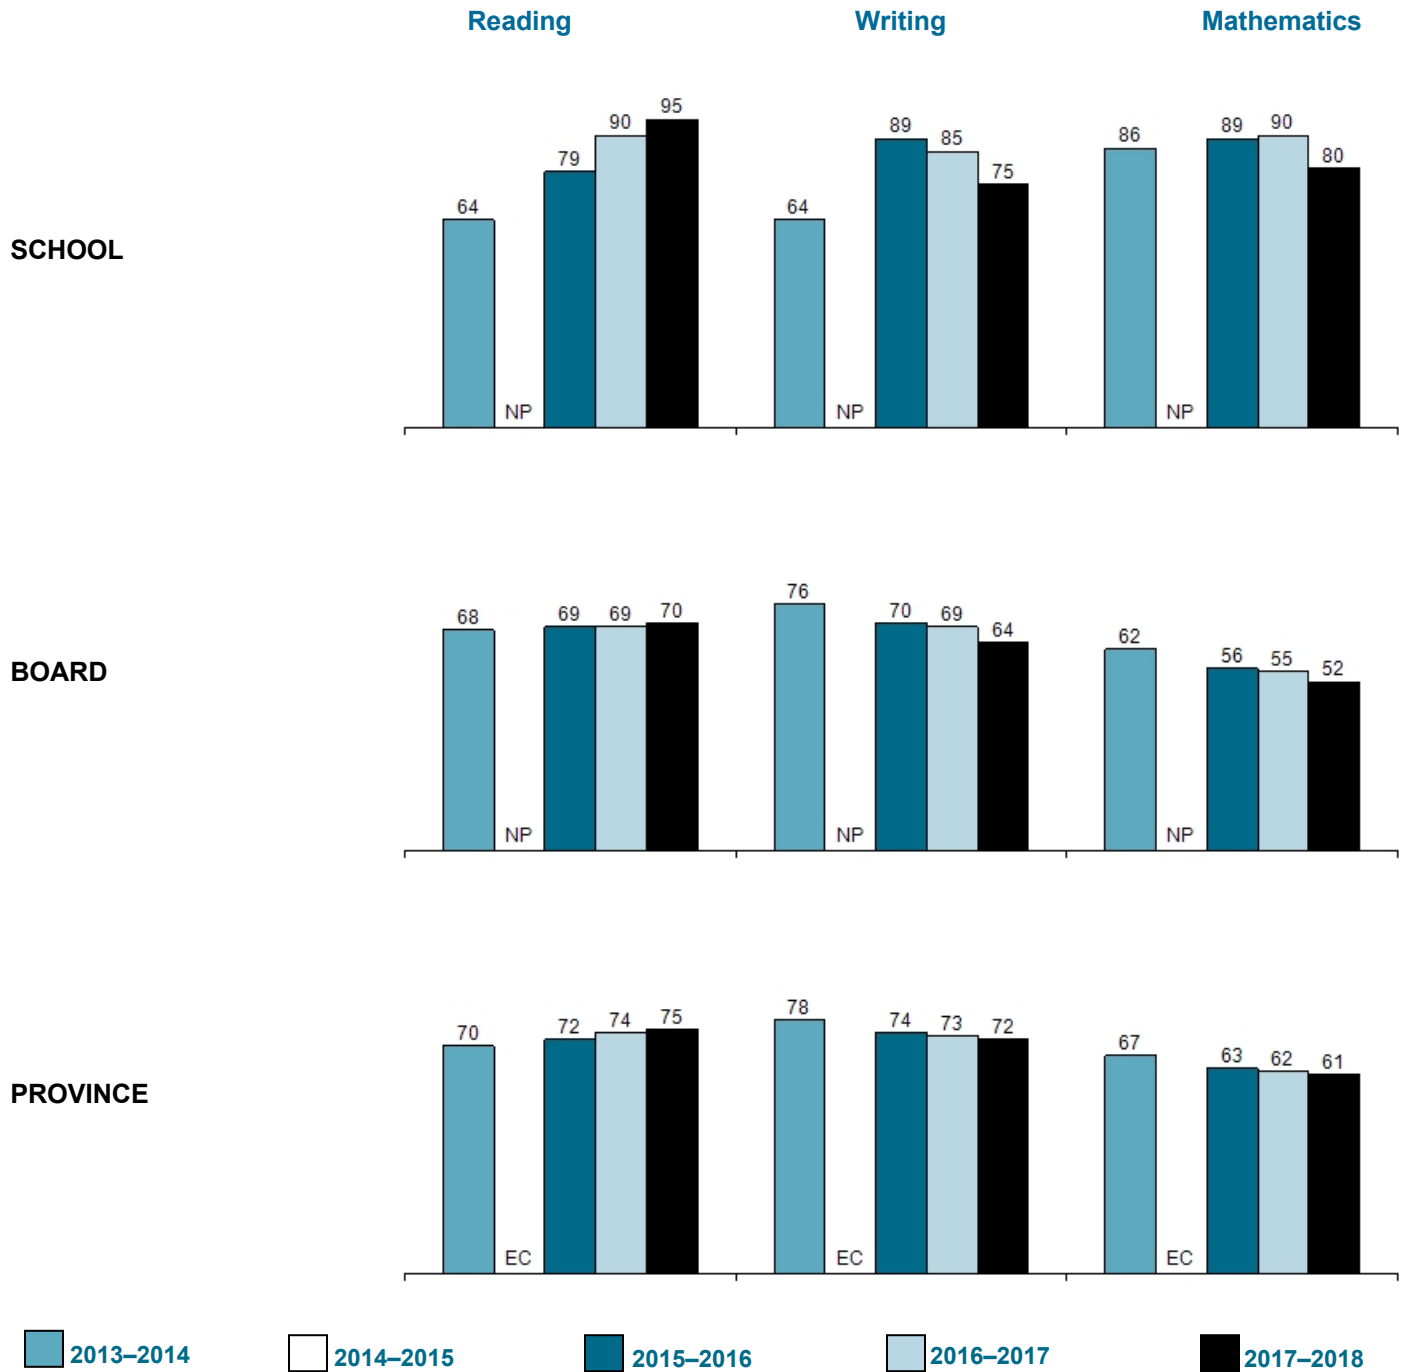 Reading Writing Mathematics
SCHOOL
64 NP 79 90 95
64 NP 89 85 75
86 NP 89 90 80
BOARD
68 NP 69 69 70
76 NP 70 69 64
62 NP 56 55 52
PROVINCE
70 EC 72 74 75
78 EC 74 73 72
67 EC 63 62 61
2013–2014 2014–2015 2015–2016 2016–2017 2017–2018